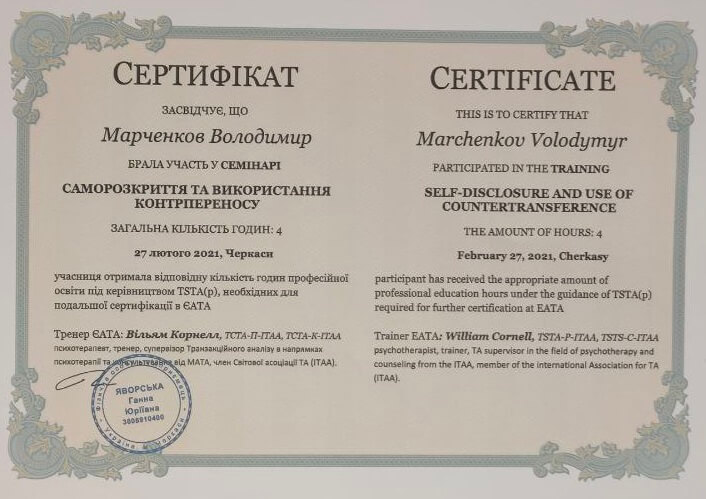 СЕРТИФІКАТ
ЗАСВІДЧУЄ, ЩО
Марченков Володимир
БРАЛА УЧАСТЬ У СЕМІНАРІ
САМОРОЗКРИТТЯ ТА ВИКОРИСТАННЯ
КОНТРПЕРЕНОСУ
ЗАГАЛЬНА КІЛЬКІСТЬ ГОДИН: 4
27 лютого 2021, Черкаси
учасниця отримала відповідну кількість годин професійної
освіти під керівництвом TSTA(p), необхідних для
подальшої сертифікації в ЄАТА
Тренер ЄАТА: Вільям Корнелл, ТСТА-П-ІТАА, ТСТА-К-ІТАА
психотерапевт, тренер, супервізор Транзакційного аналізу в напрямках
психотерапії та консультування від МАТА, член Світової асоціації ТА (ІТАА).
ЯВОРСЬКА
Ганна
Юріївна
CERTIFICATE
THIS IS TO CERTIFY THAT
Marchenkov Volodymyr
PARTICIPATED IN THE TRAINING
SELF-DISCLOSURE AND USE OF
COUNTERTRANSFERENCE
THE AMOUNT OF HOURS: 4
February 27, 2021, Cherkasy
participant has received the appropriate amount of
professional education hours under the guidance of TSTA(p)
required for further certification at EATA
Trainer EATA: William Cornell, TSTA-P-ITAA, TSTS-C-ITAA
psychotherapist, trainer, TA supervisor in the field of psychotherapy and
counseling from the ITAA, member of the international Association for TA
(ITAA).